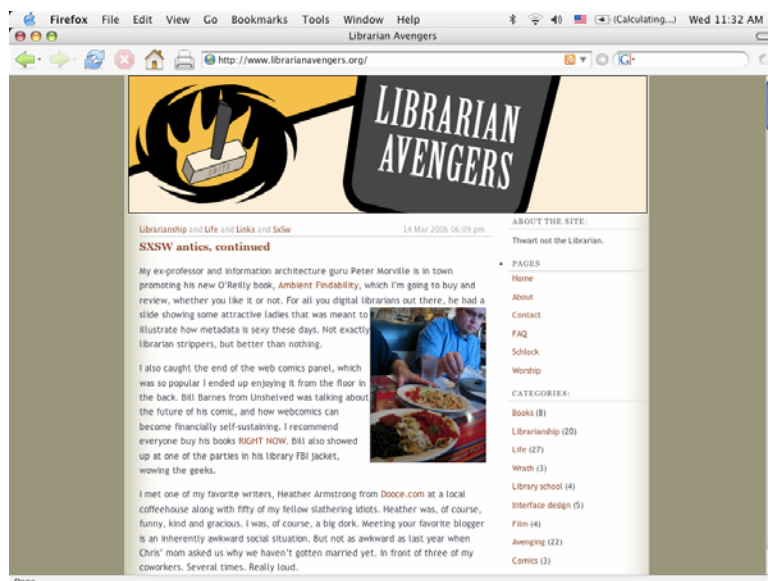 Firefox File Edit View Go Bookmarks Tools Window Help (Calculating...) Wed 11:32 AM
Librarian Avengers
http://www.librarianavengers.org/
LIBRARIAN
AVENGERS
Librarianship and Life and Links and SxSw 14 Mar 2006 06:09 pm
SXSW antics, continued
My ex-professor and information architecture guru Peter Morville is in town
promoting his new O'Reilly book, Ambient Findability, which I'm going to buy and
review, whether you like it or not. For all you digital librarians out there, he had a
slide showing some attractive ladies that was meant to
illustrate how metadata is sexy these days. Not exactly
librarian strippers, but better than nothing.
I also caught the end of the web comics panel, which
was so popular I ended up enjoying it from the floor in
the back. Bill Barnes from Unshelved was talking about
the future of his comic, and how webcomics can
become financially self-sustaining. I recommend
everyone buy his books RIGHT NOW. Bill also showed
up at one of the parties in his library FBI jacket,
wowing the geeks.
I met one of my favorite writers, Heather Armstrong from Dooce.com at a local
coffeehouse along with fifty of my fellow slathering idiots. Heather was, of course,
funny, kind and gracious. I was, of course, a big dork. Meeting your favorite blogger
is an inherently awkward social situation. But not as awkward as last year when
Chris' mom asked us why we haven't gotten married yet. In front of three of my
coworkers. Several times. Really loud.
ABOUT THE SITE:
Thwart not the Librarian.
PAGES
Home
About
Contact
FAQ
Schlock
Worship
CATEGORIES:
Books (8)
Librarianship (20)
Life (27)
Wrath (3)
Library school (4)
Interface design (5)
Film (4)
Avenging (22)
Comics (3)